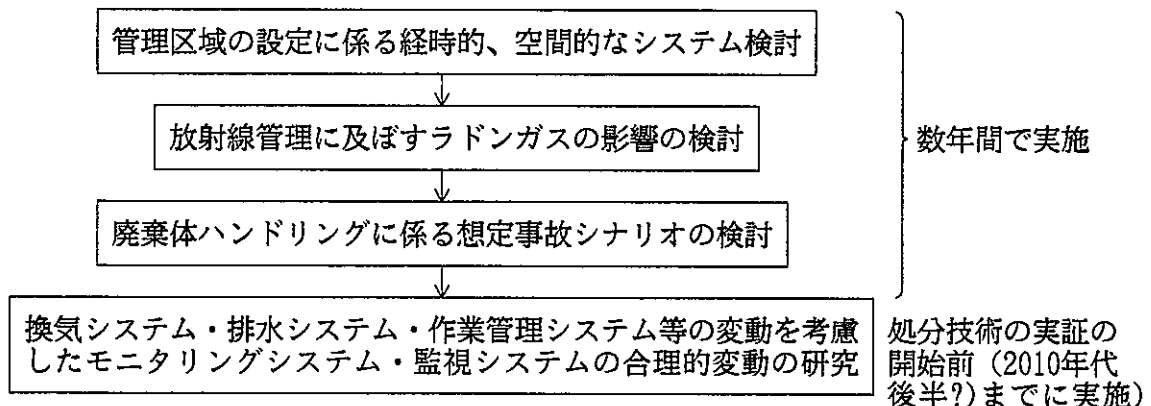 管理区域の設定に係る経時的、空間的なシステム検討
放射線管理に及ぼすラドンガスの影響の検討
数年間で実施
廃棄体ハンドリングに係る想定事故シナリオの検討
換気システム・排水システム・作業管理システム等の変動を考慮
したモニタリングシステム・監視システムの合理的変動の研究
処分技術の実証の
開始前（2010年代
後半?)までに実施）